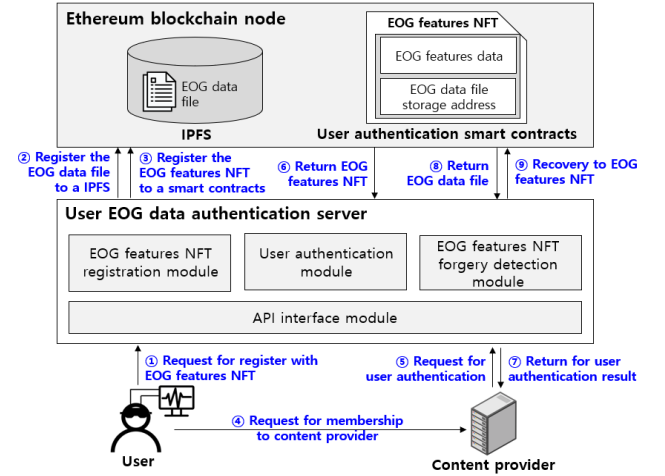 Ethereum blockchain node
EOG data
file
IPFS
EOG features NFT
EOG features data
EOG data file
storage address
User authentication smart contracts
② Register the
EOG data file
to a IPFS
③ Register the
EOG features NFT
to a smart contracts
⑥ Return EOG
features NFT
⑧ Return
EOG data file
⑨ Recovery to EOG
features NFT
User EOG data authentication server
EOG features NFT
registration module
User authentication
module
EOG features NFT
forgery detection
module
API interface module
① Request for register with
EOG features NFT
⑤ Request for
user authentication
⑦ Return for user
authentication result
④ Request for membership
to content provider
User
Content provider